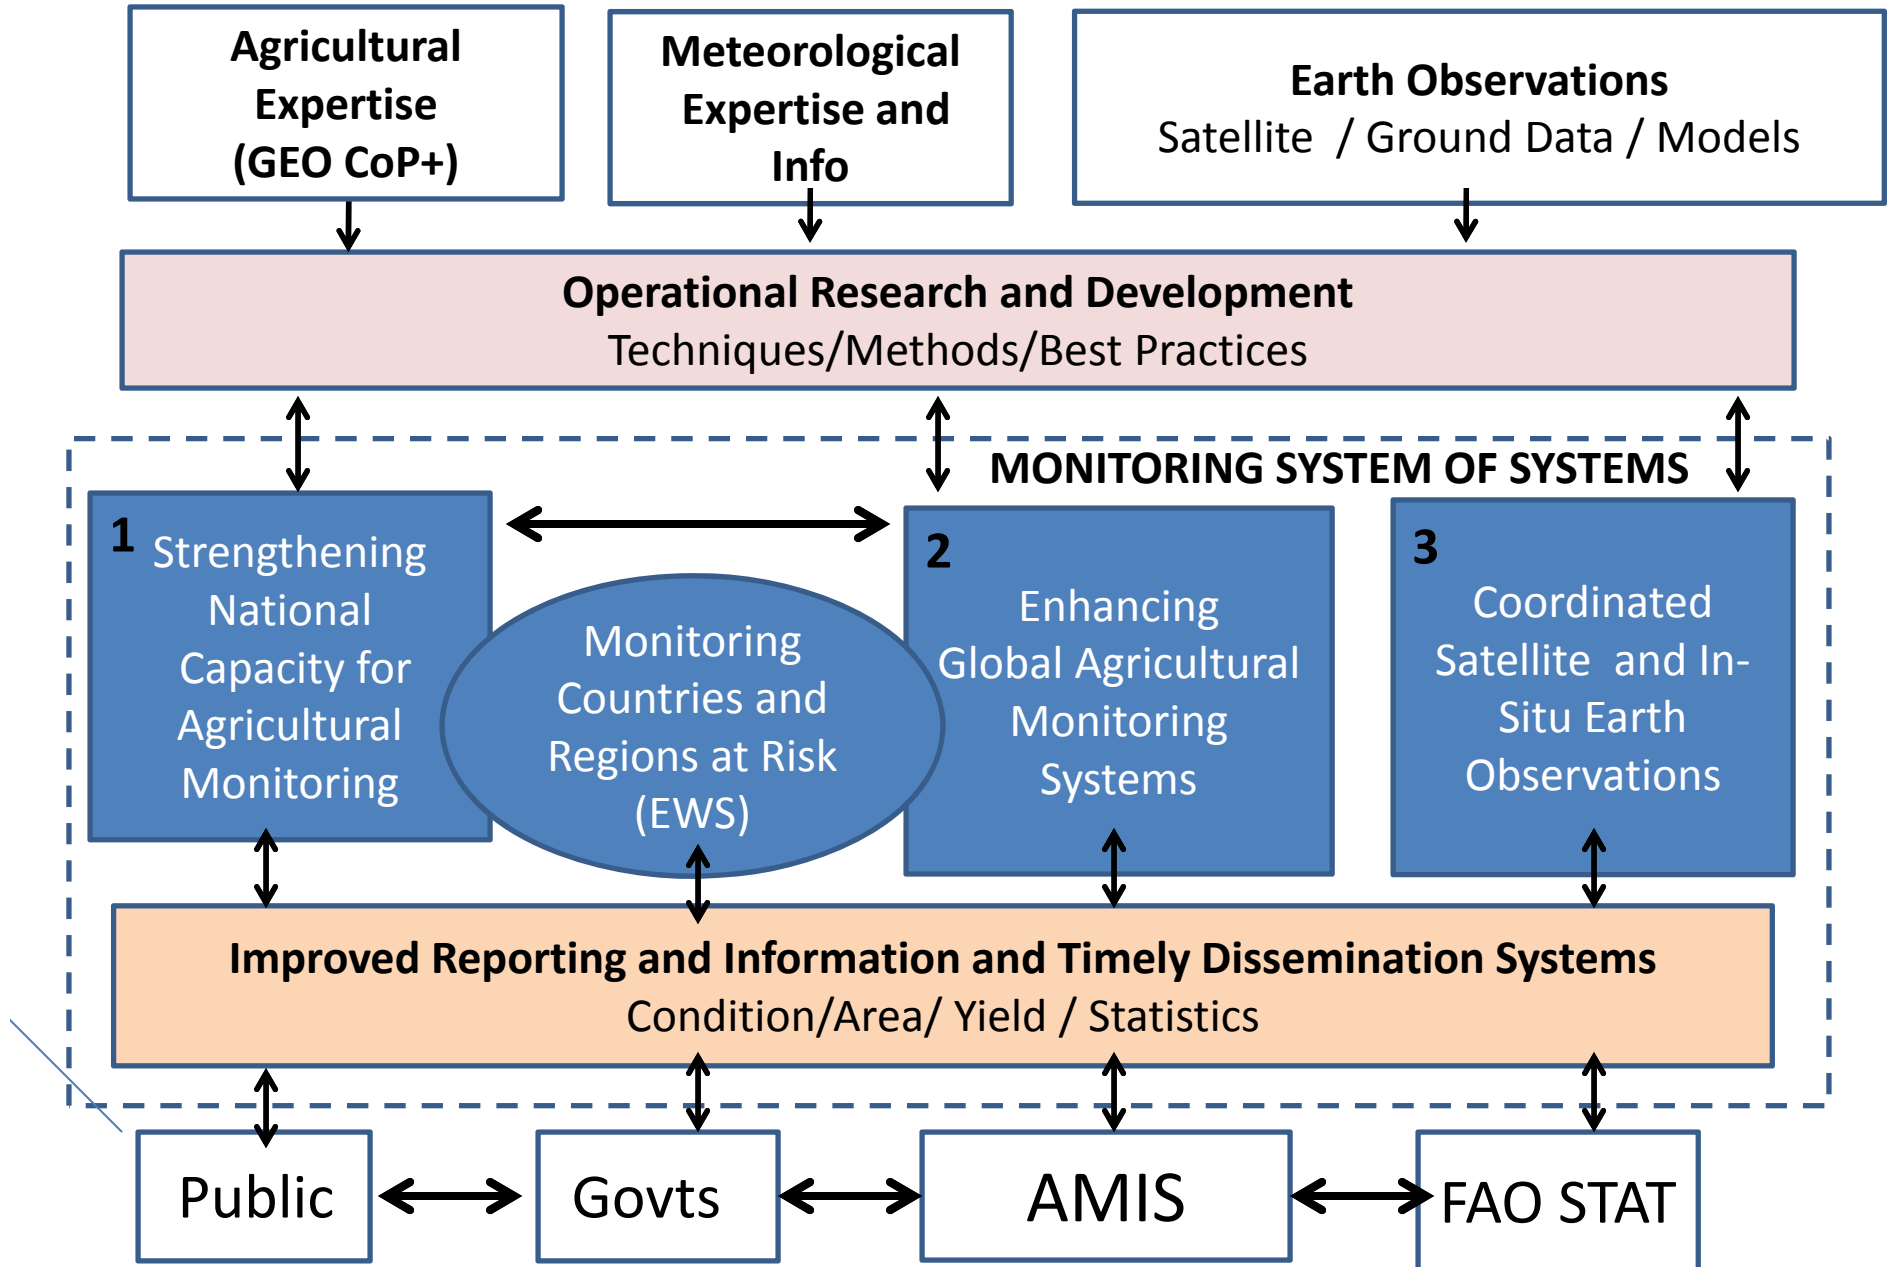 Agricultural
Expertise
(GEO CoP+)
Meteorological
Expertise and
Info
Earth Observations
Satellite / Ground Data / Models
Operational Research and Development
Techniques/Methods/Best Practices
MONITORING SYSTEM OF SYSTEMS
1
Strengthening
National
Capacity for
Agricultural
Monitoring
Monitoring
Countries and
Regions at Risk
(EWS)
2
Enhancing
Global Agricultural
Monitoring
Systems
3
Coordinated
Satellite and In-
Situ Earth
Observations
Improved Reporting and Information and Timely Dissemination Systems
Condition/Area/ Yield / Statistics
Public
Govts
AMIS
FAO STAT